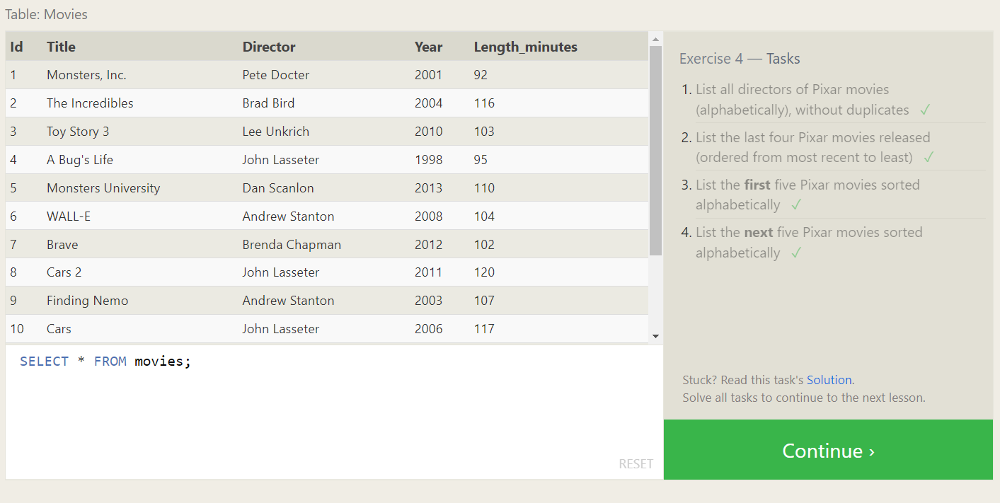 Table: Movies
Id Title Director Year Length_minutes
1 Monsters, Inc. Pete Docter 2001 92
2 The Incredibles Brad Bird 2004 116
3 Toy Story 3 Lee Unkrich 2010 103
4 A Bug's Life John Lasseter 1998 95
5 Monsters University Dan Scanlon 2013 110
6 WALL-E Andrew Stanton 2008 104
7 Brave Brenda Chapman 2012 102
8 Cars 2 John Lasseter 2011 120
9 Finding Nemo Andrew Stanton 2003 107
10 Cars John Lasseter 2006 117
SELECT * FROM movies;
RESET
Exercise 4 — Tasks
1. List all directors of Pixar movies
(alphabetically), without duplicates ✓
2. List the last four Pixar movies released
(ordered from most recent to least) ✓
3. List the first five Pixar movies sorted
alphabetically ✓
4. List the next five Pixar movies sorted
alphabetically ✓
Stuck? Read this task's Solution.
Solve all tasks to continue to the next lesson.
Continue ›